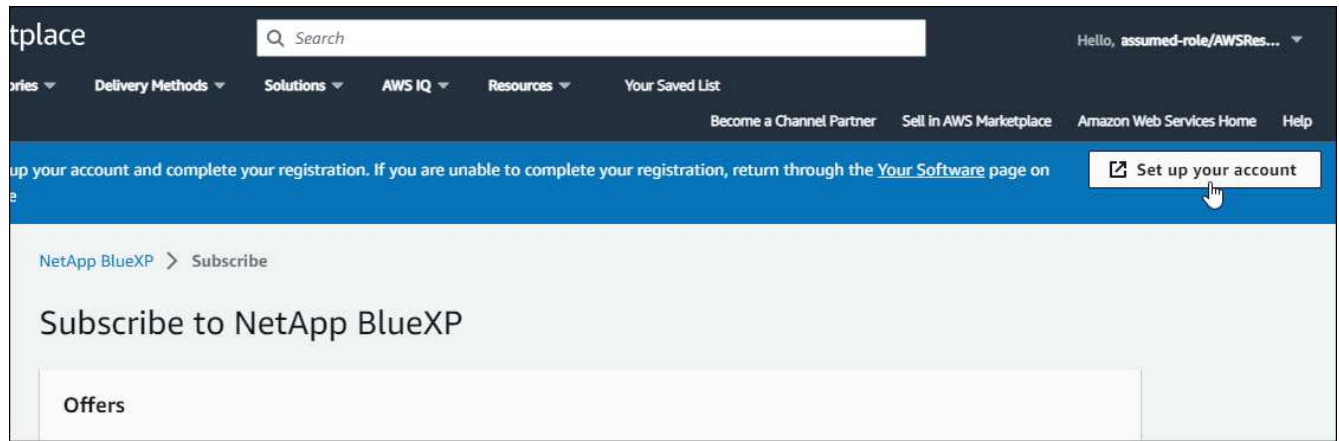 tplace Search Hello, assumed-role/AWSRes...
ories Delivery Methods Solutions AWS IQ Resources Your Saved List
Become a Channel Partner Sell in AWS Marketplace Amazon Web Services Home Help
up your account and complete your registration. If you are unable to complete your registration, return through the Your Software page on Set up your account
e
NetApp BlueXP > Subscribe
Subscribe to NetApp BlueXP
Offers